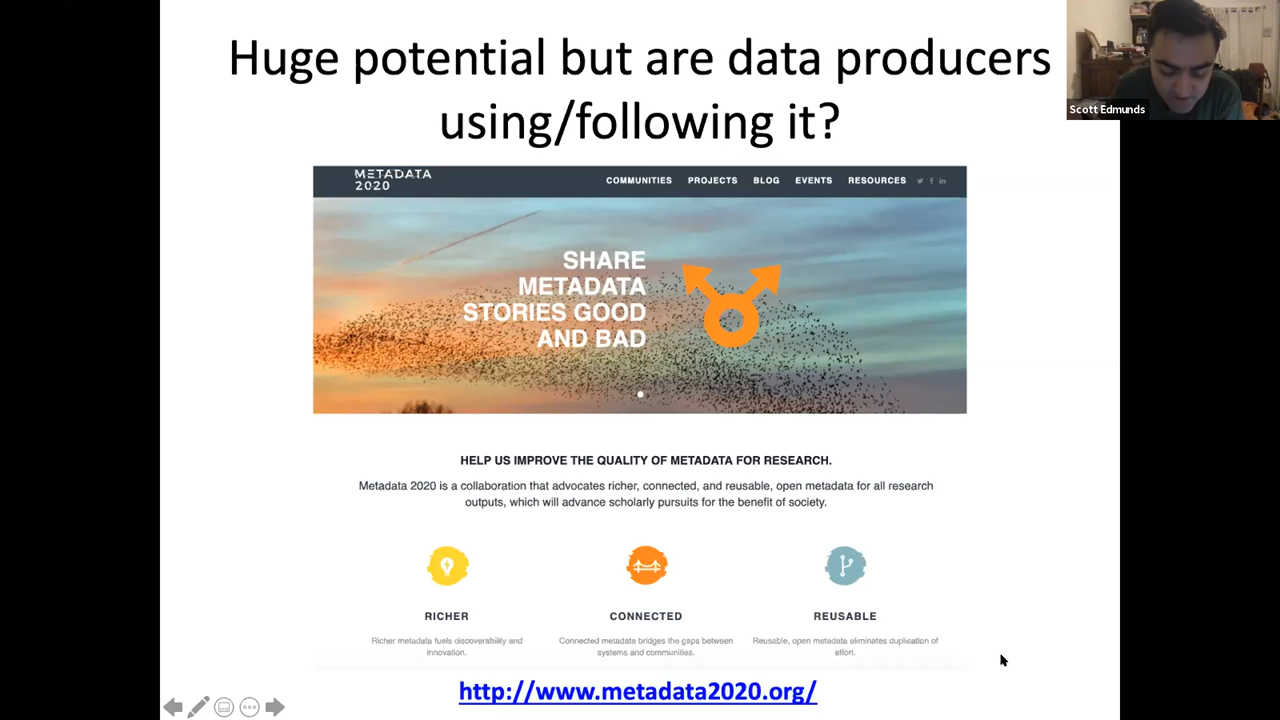 Huge potential but are data producers
using/following it?
Scott Edmunds
METADATA
2020
COMMUNITIES PROJECTS BLOG EVENTS RESOURCES
SHARE
METADATA
STORIES GOOD
AND BAD
HELP US IMPROVE THE QUALITY OF METADATA FOR RESEARCH.
Metadata 2020 is a collaboration that advocates richer, connected, and reusable, open metadata for all research
outputs, which will advance scholarly pursuits for the benefit of society.
RICHER CONNECTED REUSABLE
Richer metadata fuels discoverability and Connected metadata bridges the gaps between Reusable, open metadata eliminates duplication of
innovation. systems and communities. effort.
http://www.metadata2020.org/